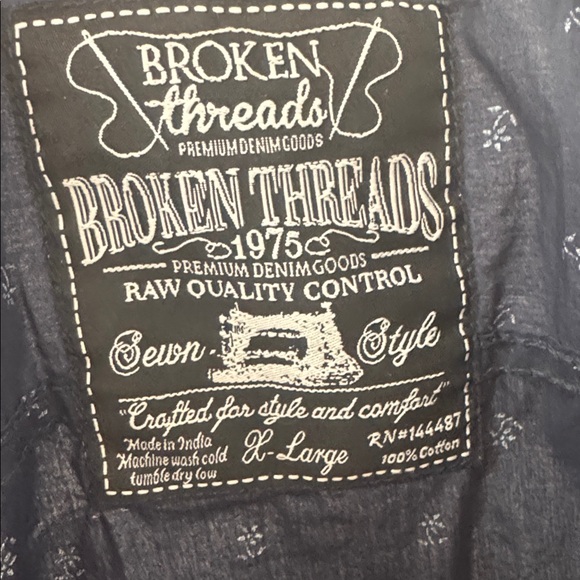 BROKEN
threads
PREMIUM DENIM GOODS
BROKEN THREADS
1975
PREMIUM DENIM GOODS
RAW QUALITY CONTROL
Sewn Style
"Crafted for style and comfort"
Made in India
Machine wash cold
tumble dry low
X-Large
RN#144487
100% Cotton